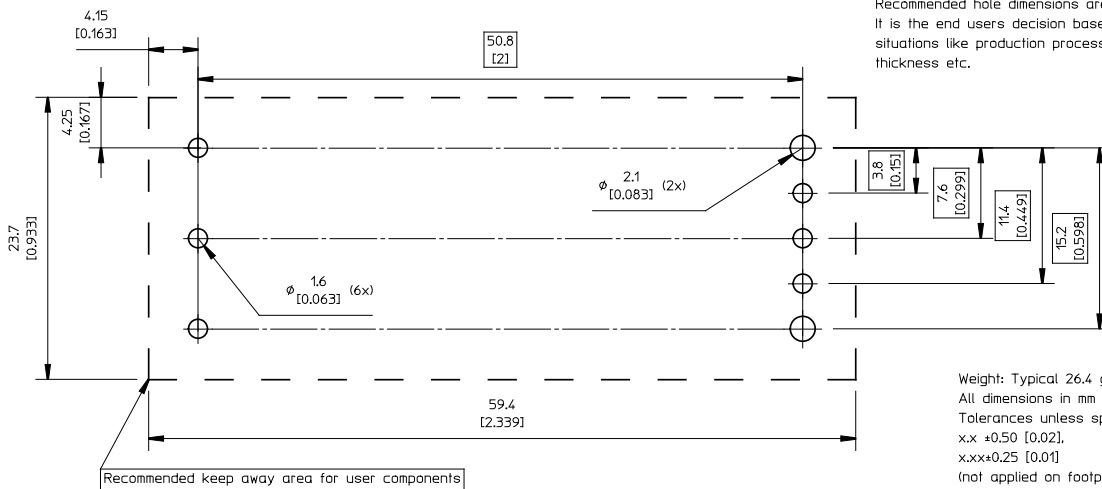 Recommended hole dimensions are
It is the end users decision base
situations like production process
thickness etc.
4.15
[0.163]
50.8
[2]
4.25
[0.167]
23.7
[0.933]
ø 2.1 (2x)
[0.083]
ø 1.6 (6x)
[0.063]
3.8
[0.15]
7.6
[0.299]
11.4
[0.449]
15.2
[0.598]
59.4
[2.339]
Recommended keep away area for user components
Weight: Typical 26.4 g
All dimensions in mm
Tolerances unless sp
x.x ±0.50 [0.02],
x.xx±0.25 [0.01]
(not applied on footp